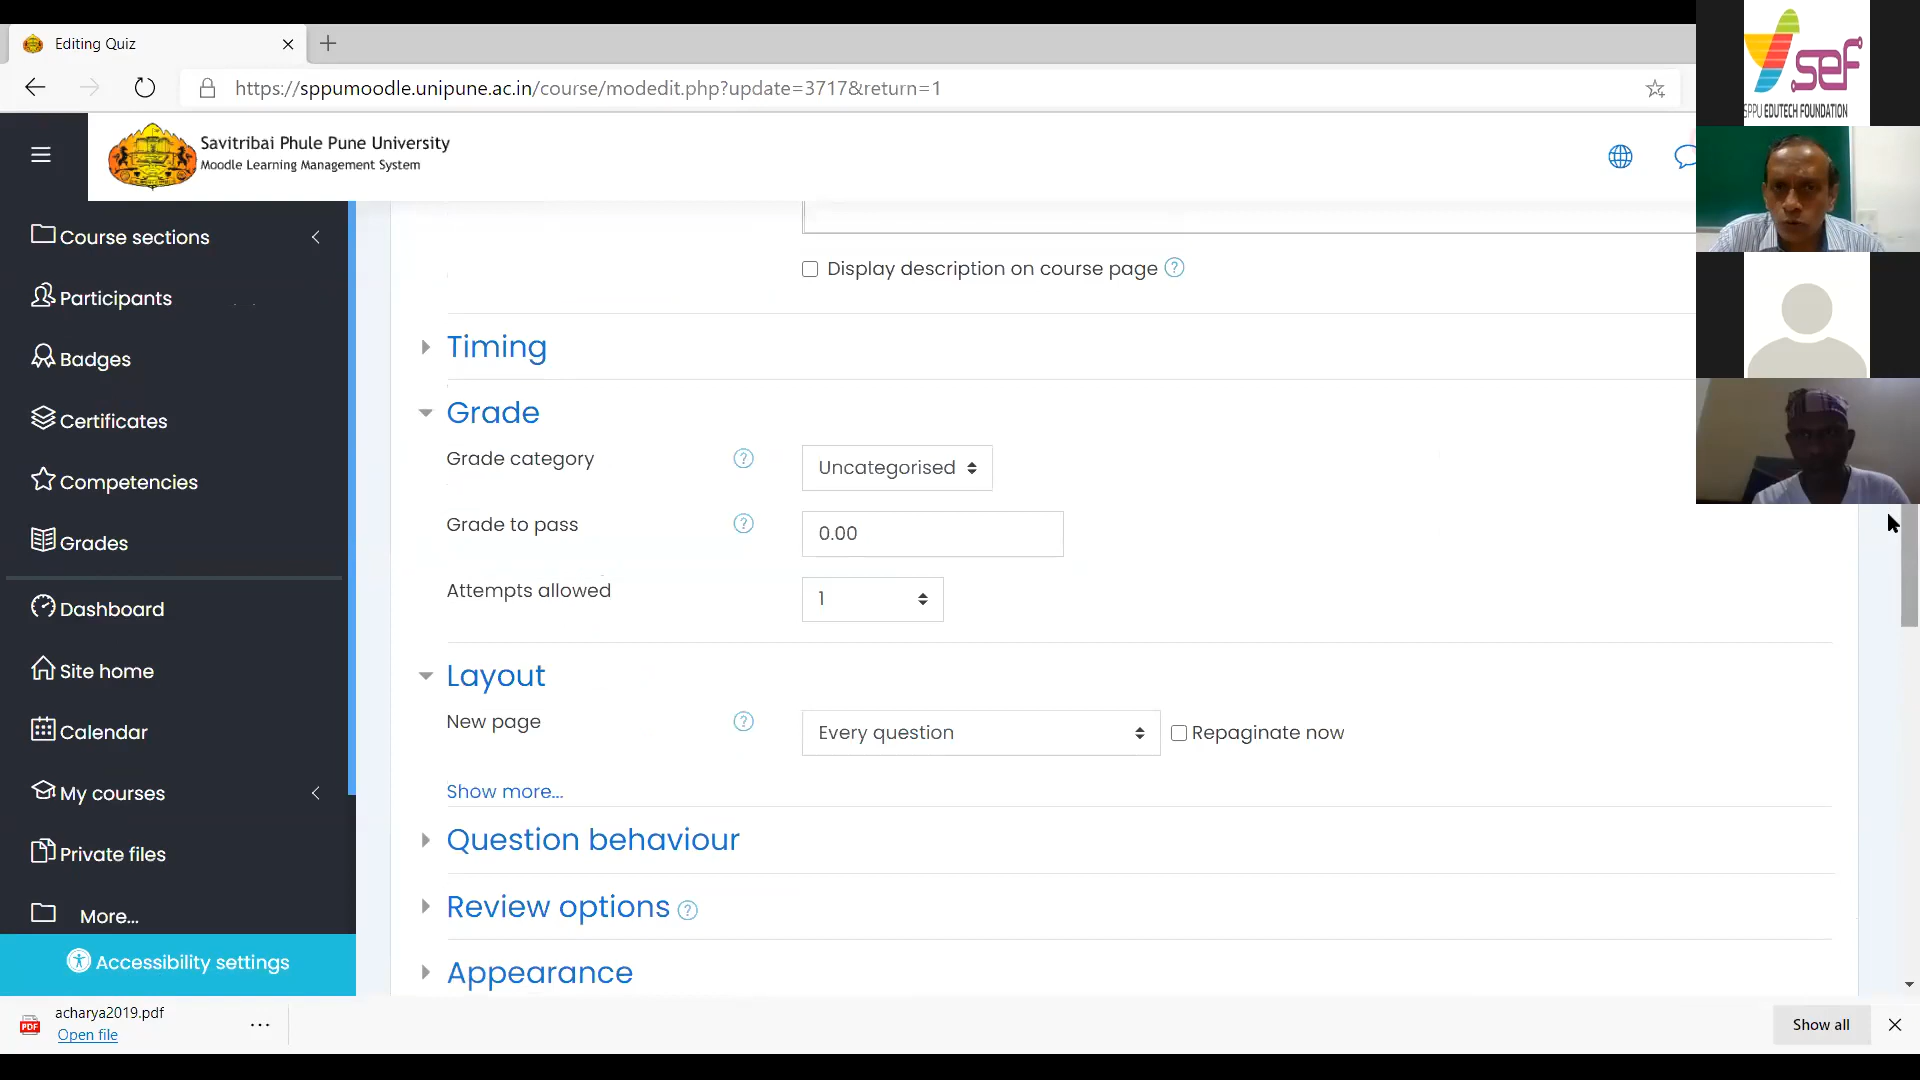 Editing Quiz
https://sppumoodle.unipune.ac.in/course/modedit.php?update=3717&return=1
sef
SPPU EDUTECH FOUNDATION
Savitribai Phule Pune University
Moodle Learning Management System
Course sections
Participants
Badges
Certificates
Competencies
Grades
Dashboard
Site home
Calendar
My courses
Private files
More...
Accessibility settings
Display description on course page ?
Timing
Grade
Grade category ? Uncategorised
Grade to pass ? 0.00
Attempts allowed 1
Layout
New page ? Every question Repaginate now
Show more...
Question behaviour
Review options ?
Appearance
PDF
acharya2019.pdf
Open file
...
Show all